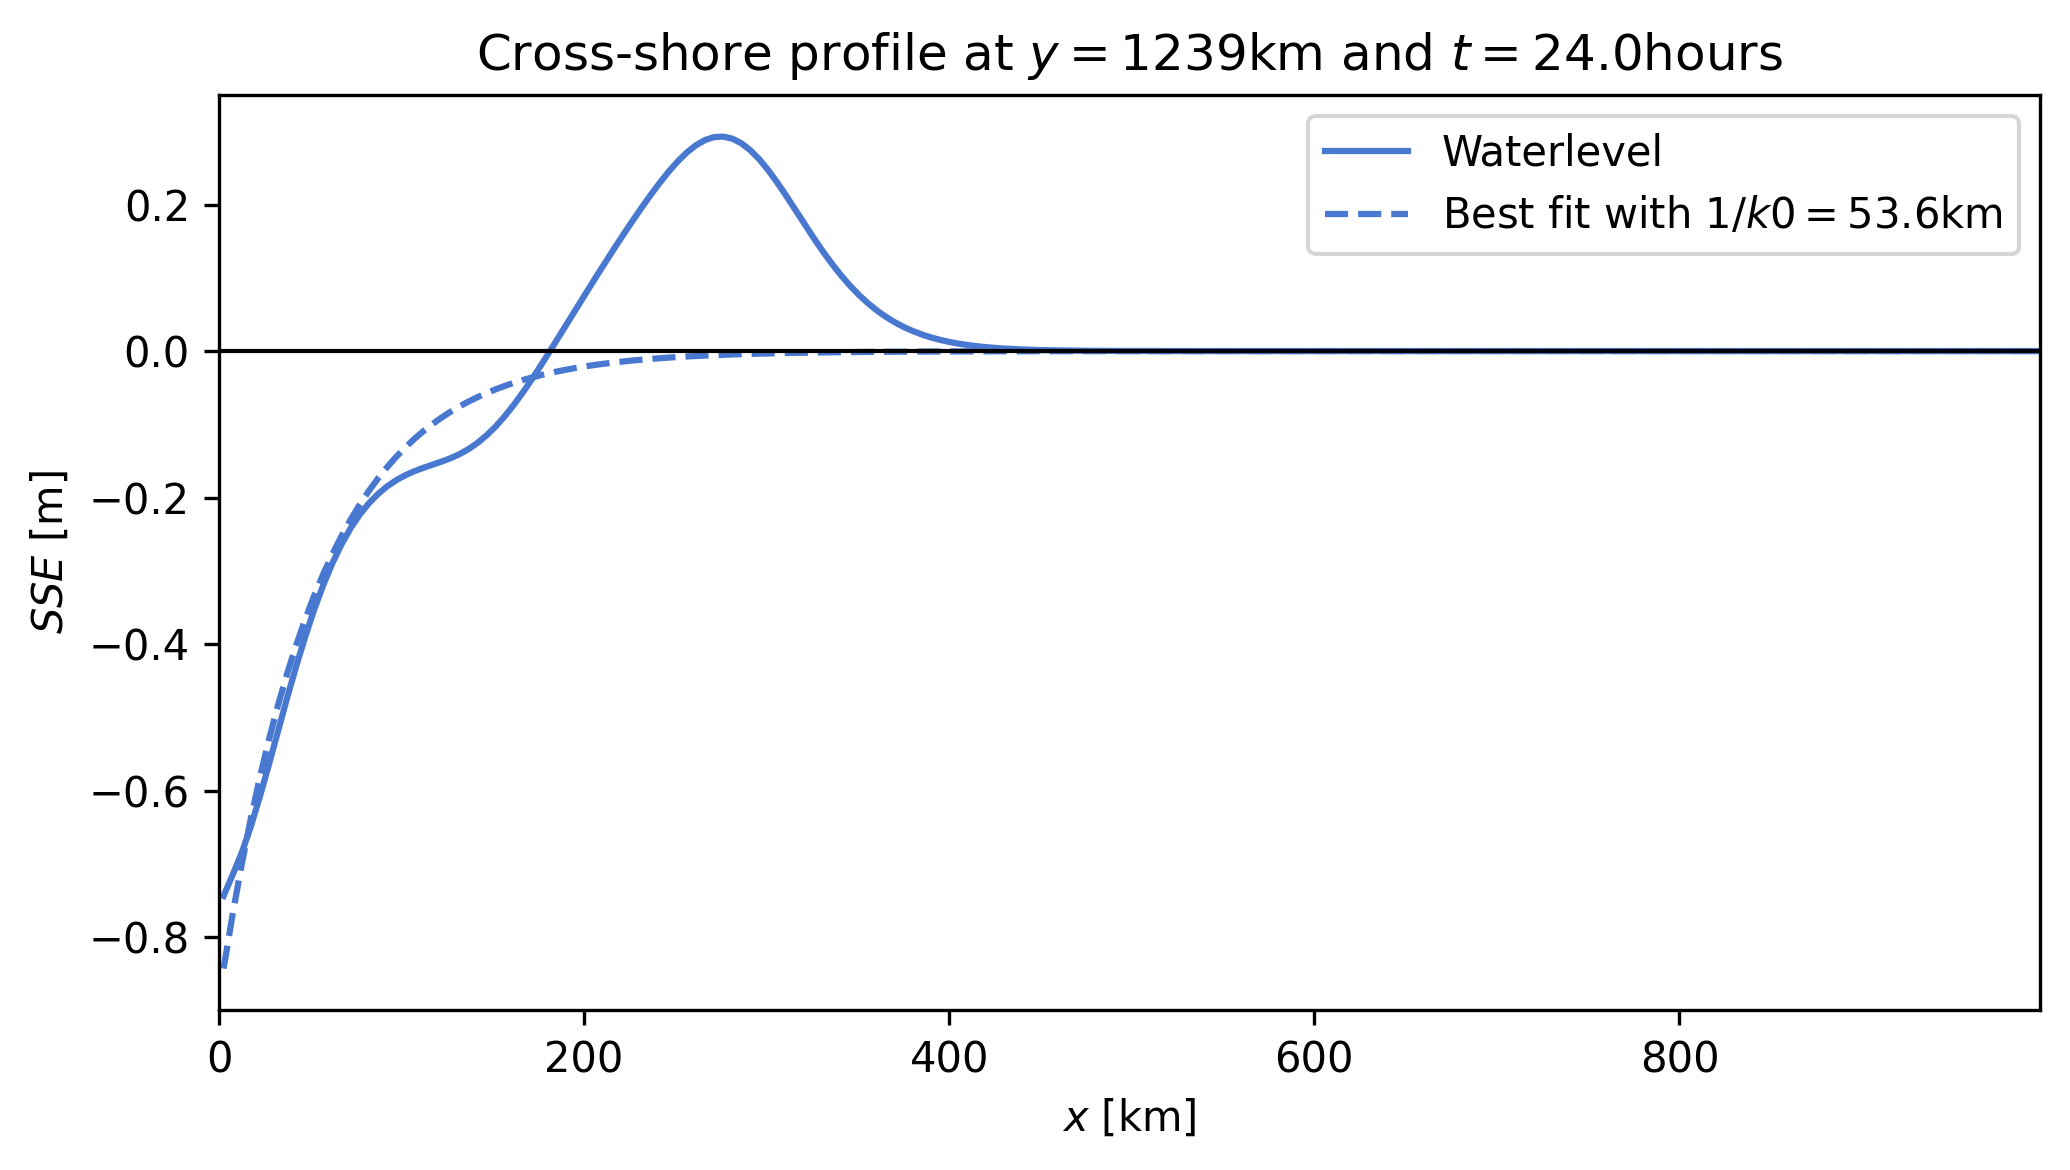 Cross-shore profile at y = 1239km and t = 24.0hours
Waterlevel
Best fit with 1/k0 = 53.6km
0.2
0.0
−0.2
−0.4
−0.6
−0.8
SSE [m]
0 200 400 600 800
x [km]